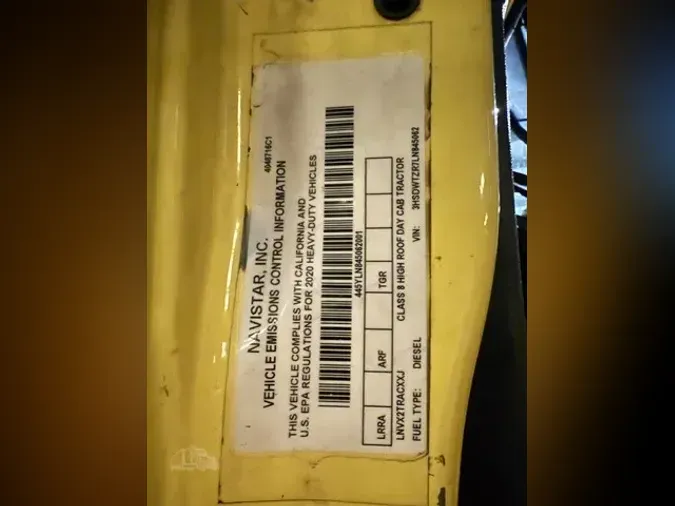 4048716C1
NAVISTAR, INC.
VEHICLE EMISSIONS CONTROL INFORMATION
THIS VEHICLE COMPLIES WITH CALIFORNIA AND
U.S. EPA REGULATIONS FOR 2020 HEAVY-DUTY VEHICLES
445YLN845062001
LRRA ARF TGR
LNVX2TRACXXJ CLASS 8 HIGH ROOF DAY CAB TRACTOR
FUEL TYPE: DIESEL VIN: 3HSDWTZR7LN845062